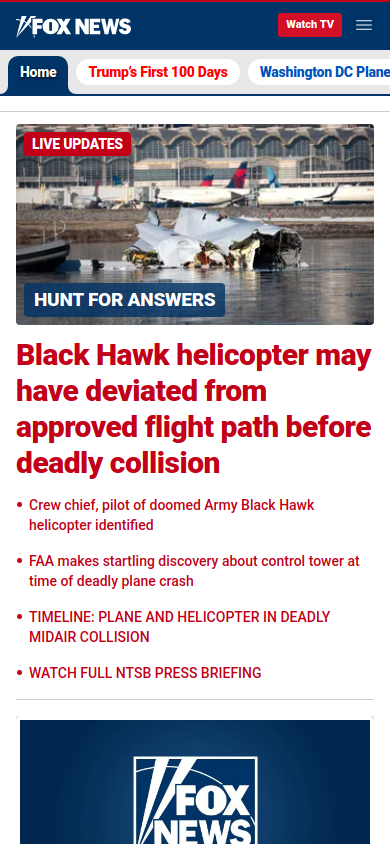 FOX NEWS
Watch TV
Home
Trump's First 100 Days
Washington DC Plane
LIVE UPDATES
HUNT FOR ANSWERS
Black Hawk helicopter may
have deviated from
approved flight path before
deadly collision
• Crew chief, pilot of doomed Army Black Hawk
helicopter identified
• FAA makes startling discovery about control tower at
time of deadly plane crash
• TIMELINE: PLANE AND HELICOPTER IN DEADLY
MIDAIR COLLISION
• WATCH FULL NTSB PRESS BRIEFING
FOX
NEWS